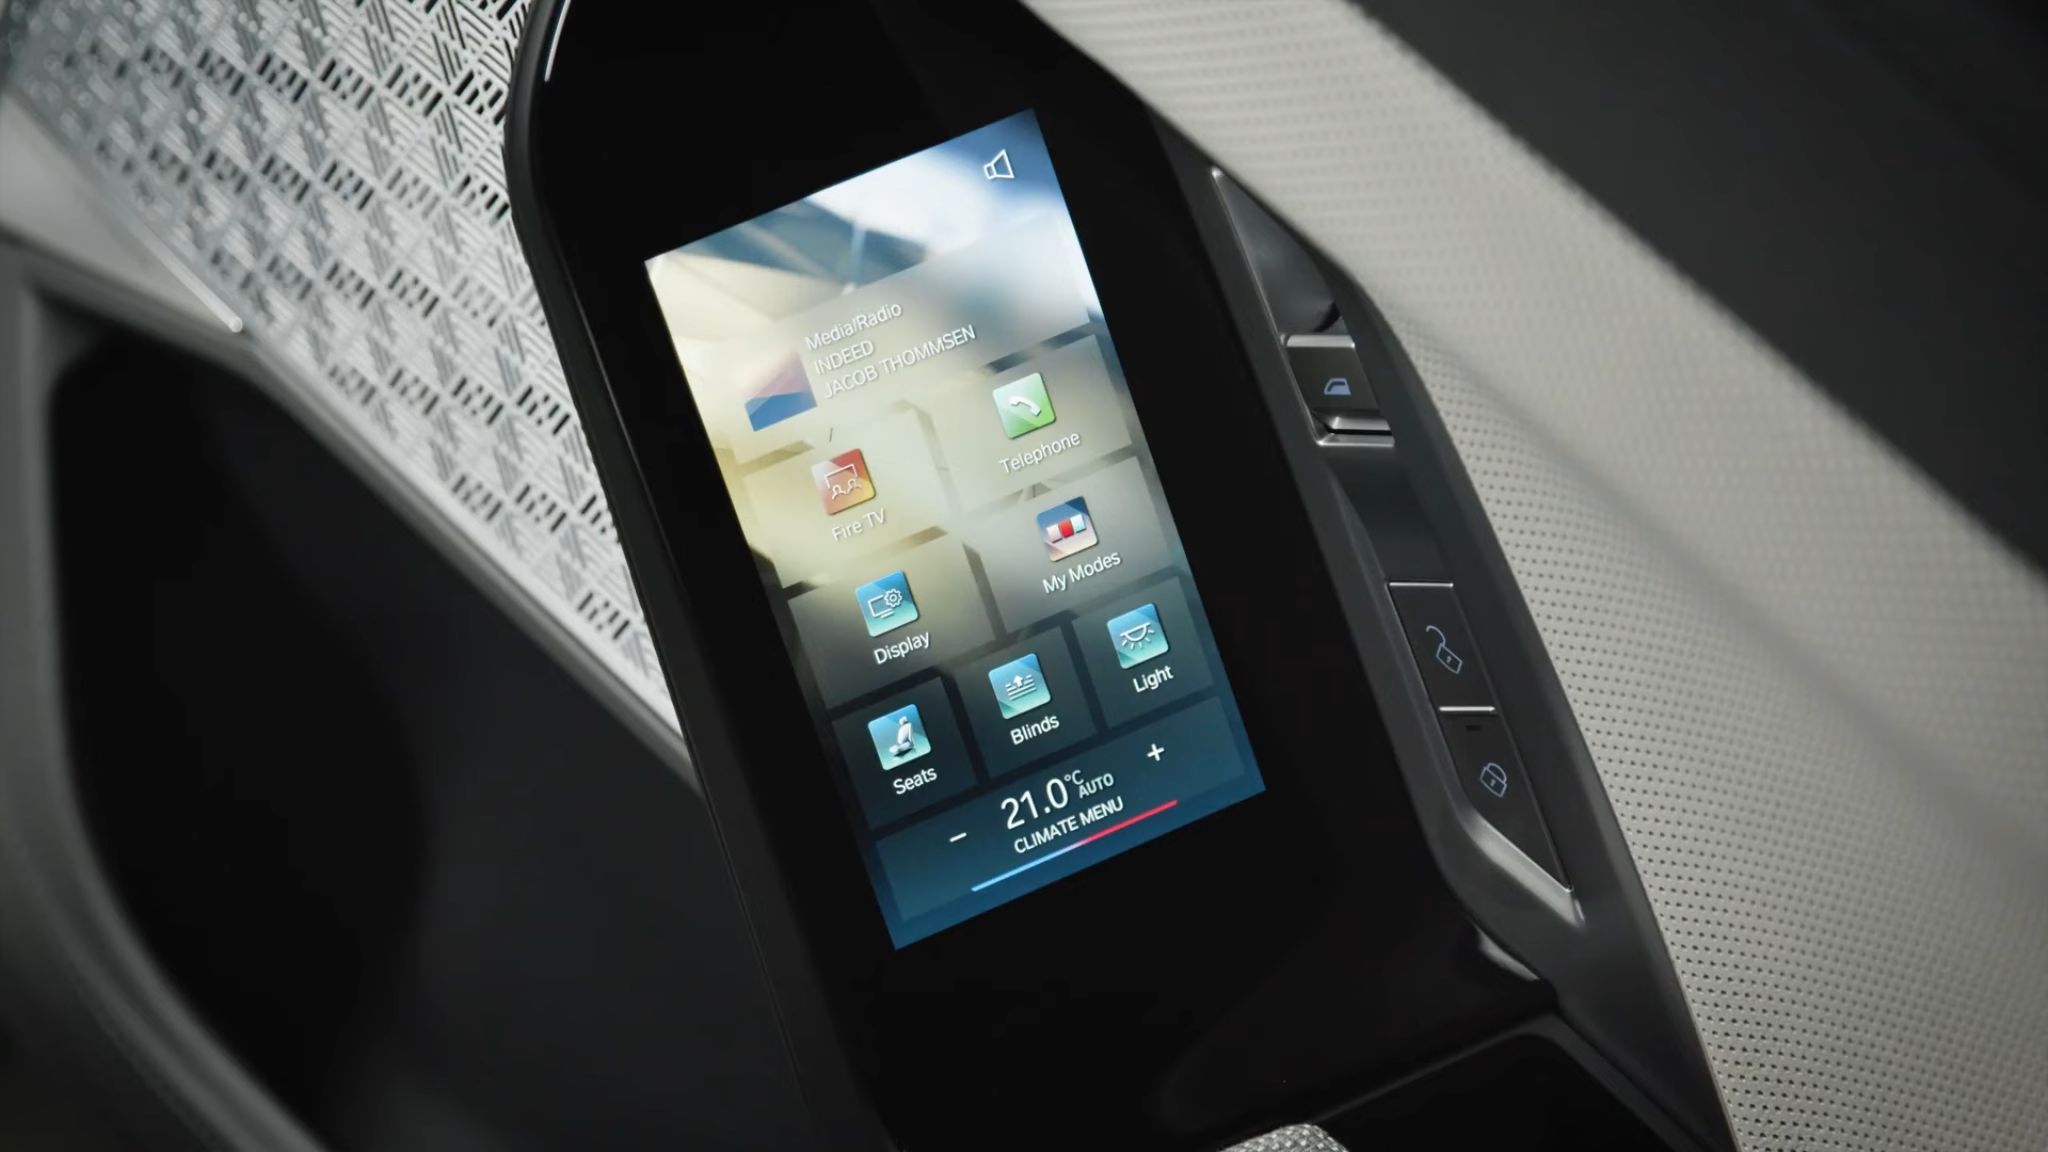 Media/Radio
INDEED
JACOB THOMMSEN
Fire TV
Telephone
Display
My Modes
Seats
Blinds
Light
− 21.0°C AUTO +
CLIMATE MENU